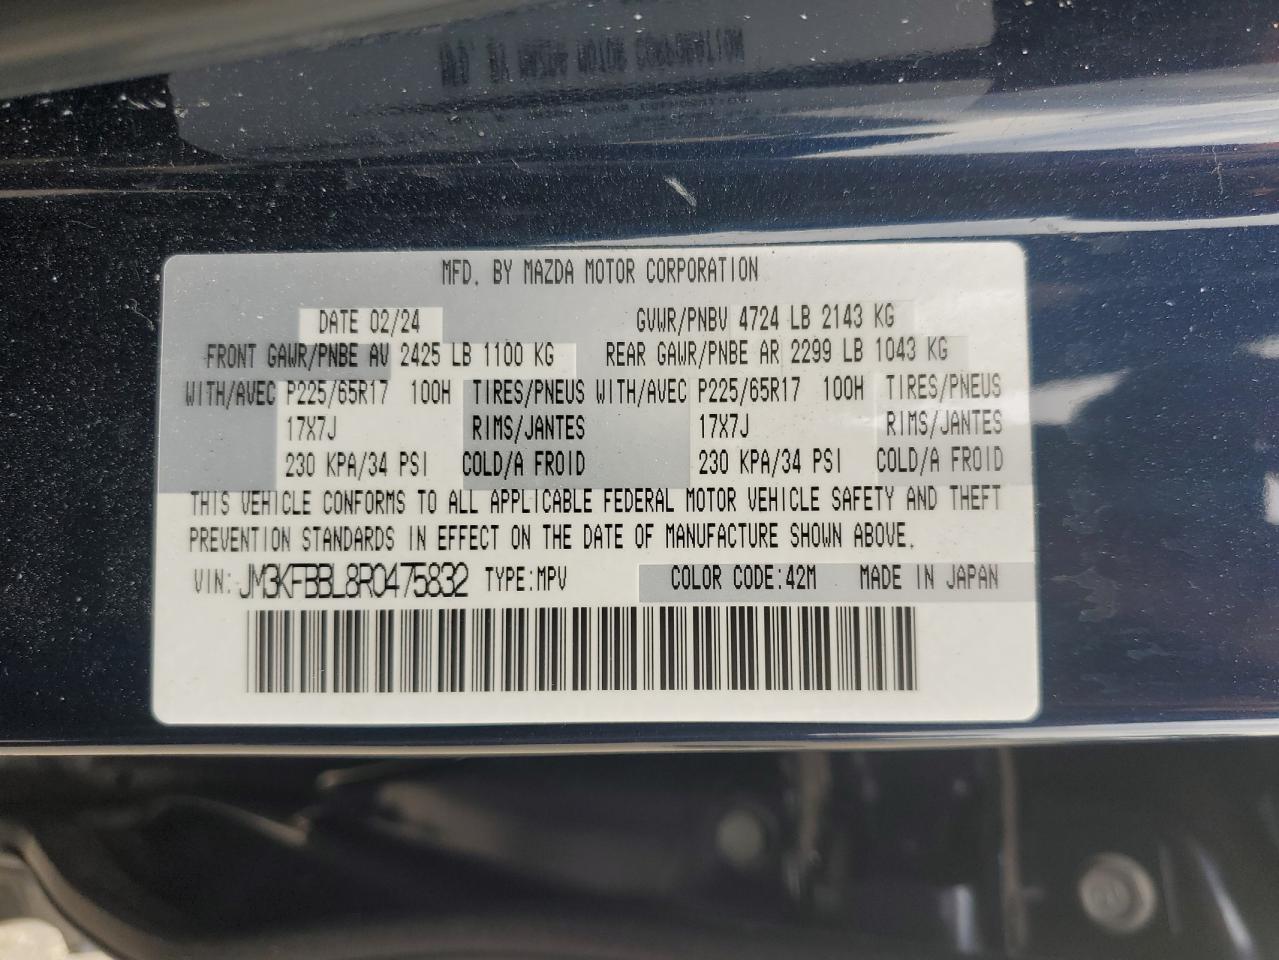 MFD. BY MAZDA MOTOR CORPORATION
DATE 02/24 GVWR/PNBV 4724 LB 2143 KG
FRONT GAWR/PNBE AV 2425 LB 1100 KG REAR GAWR/PNBE AR 2299 LB 1043 KG
WITH/AVEC P225/65R17 100H TIRES/PNEUS WITH/AVEC P225/65R17 100H TIRES/PNEUS
17X7J RIMS/JANTES 17X7J RIMS/JANTES
230 KPA/34 PSI COLD/A FROID 230 KPA/34 PSI COLD/A FROID
THIS VEHICLE CONFORMS TO ALL APPLICABLE FEDERAL MOTOR VEHICLE SAFETY AND THEFT
PREVENTION STANDARDS IN EFFECT ON THE DATE OF MANUFACTURE SHOWN ABOVE.
VIN: JM3KFBBL8R0475832 TYPE:MPV COLOR CODE:42M MADE IN JAPAN